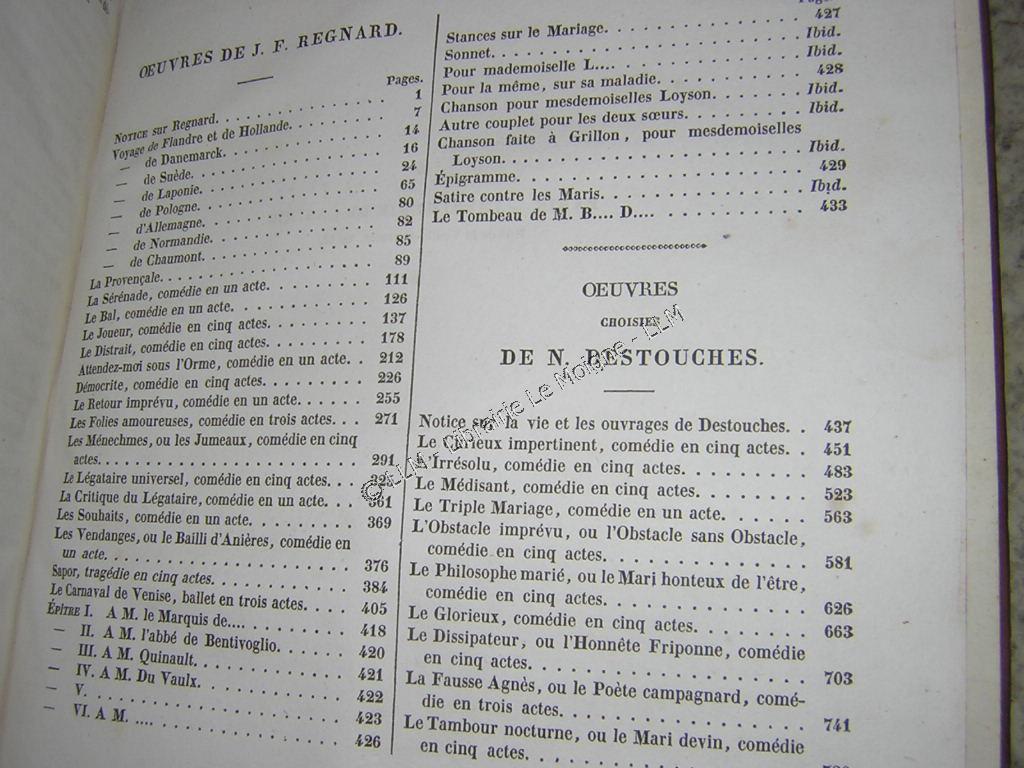 OEUVRES DE J. F. REGNARD.
Pages.
NOTICE sur Regnard. 1
Voyage de Flandre et de Hollande. 7
— de Danemarck. 14
— de Suède. 16
— de Laponie. 24
— de Pologne. 65
— d'Allemagne. 80
— de Normandie. 82
— de Chaumont. 85
La Provençale. 89
La Sérénade, comédie en un acte. 111
Le Bal, comédie en un acte. 126
Le Joueur, comédie en cinq actes. 137
Le Distrait, comédie en cinq actes. 178
Attendez-moi sous l'Orme, comédie en un acte. 212
Démocrite, comédie en cinq actes. 226
Le Retour imprévu, comédie en un acte. 255
Les Folies amoureuses, comédie en trois actes. 271
Les Ménechmes, ou les Jumeaux, comédie en cinq
actes. 291
Le Légataire universel, comédie en cinq actes.
La Critique du Légataire, comédie en un acte. 361
Les Souhaits, comédie en un acte. 369
Les Vendanges, ou le Bailli d'Anières, comédie en
un acte. 376
Sapor, tragédie en cinq actes. 384
Le Carnaval de Venise, ballet en trois actes. 405
ÉPÎTRE I. A M. le Marquis de.... 418
— II. A M. l'abbé de Bentivoglio. 420
— III. A M. Quinault. 421
— IV. A M. Du Vaulx. 422
— V. 423
— VI. A M. .... 426
Stances sur le Mariage. 427
Sonnet. Ibid.
Pour mademoiselle L.... Ibid.
Pour la même, sur sa maladie. 428
Chanson pour mesdemoiselles Loyson. Ibid.
Autre couplet pour les deux sœurs. Ibid.
Chanson faite à Grillon, pour mesdemoiselles
Loyson. Ibid.
Épigramme. 429
Satire contre les Maris. Ibid.
Le Tombeau de M. B.... D.... 433
OEUVRES
CHOISIES
DE N. DESTOUCHES.
Notice sur la vie et les ouvrages de Destouches. 437
Le Curieux impertinent, comédie en cinq actes. 451
L'Irrésolu, comédie en cinq actes. 483
Le Médisant, comédie en cinq actes. 523
Le Triple Mariage, comédie en un acte. 563
L'Obstacle imprévu, ou l'Obstacle sans Obstacle,
comédie en cinq actes. 581
Le Philosophe marié, ou le Mari honteux de l'être,
comédie en cinq actes. 626
Le Glorieux, comédie en cinq actes. 663
Le Dissipateur, ou l'Honnête Friponne, comédie
en cinq actes. 703
La Fausse Agnès, ou le Poète campagnard, comé-
die en trois actes. 741
Le Tambour nocturne, ou le Mari devin, comédie
en cinq actes.
© LLM - Librairie Le Moigne - LLM